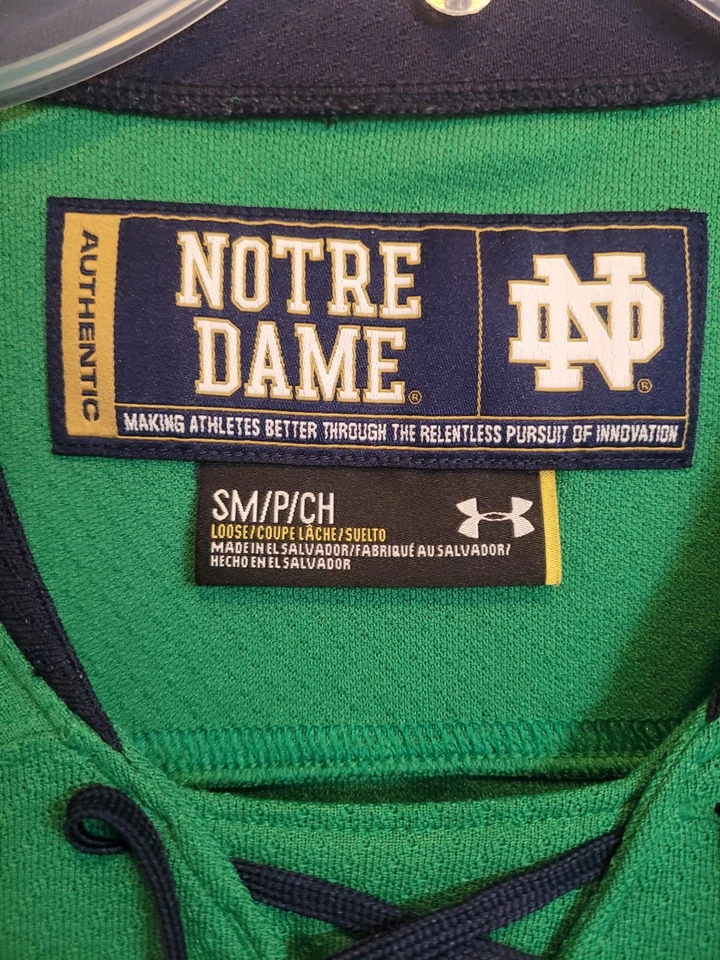 AUTHENTIC
NOTRE
DAME®
ND®
MAKING ATHLETES BETTER THROUGH THE RELENTLESS PURSUIT OF INNOVATION
SM/P/CH
LOOSE/COUPE LÂCHE/SUELTO
MADE IN EL SALVADOR/FABRIQUÉ AU SALVADOR/
HECHO EN EL SALVADOR